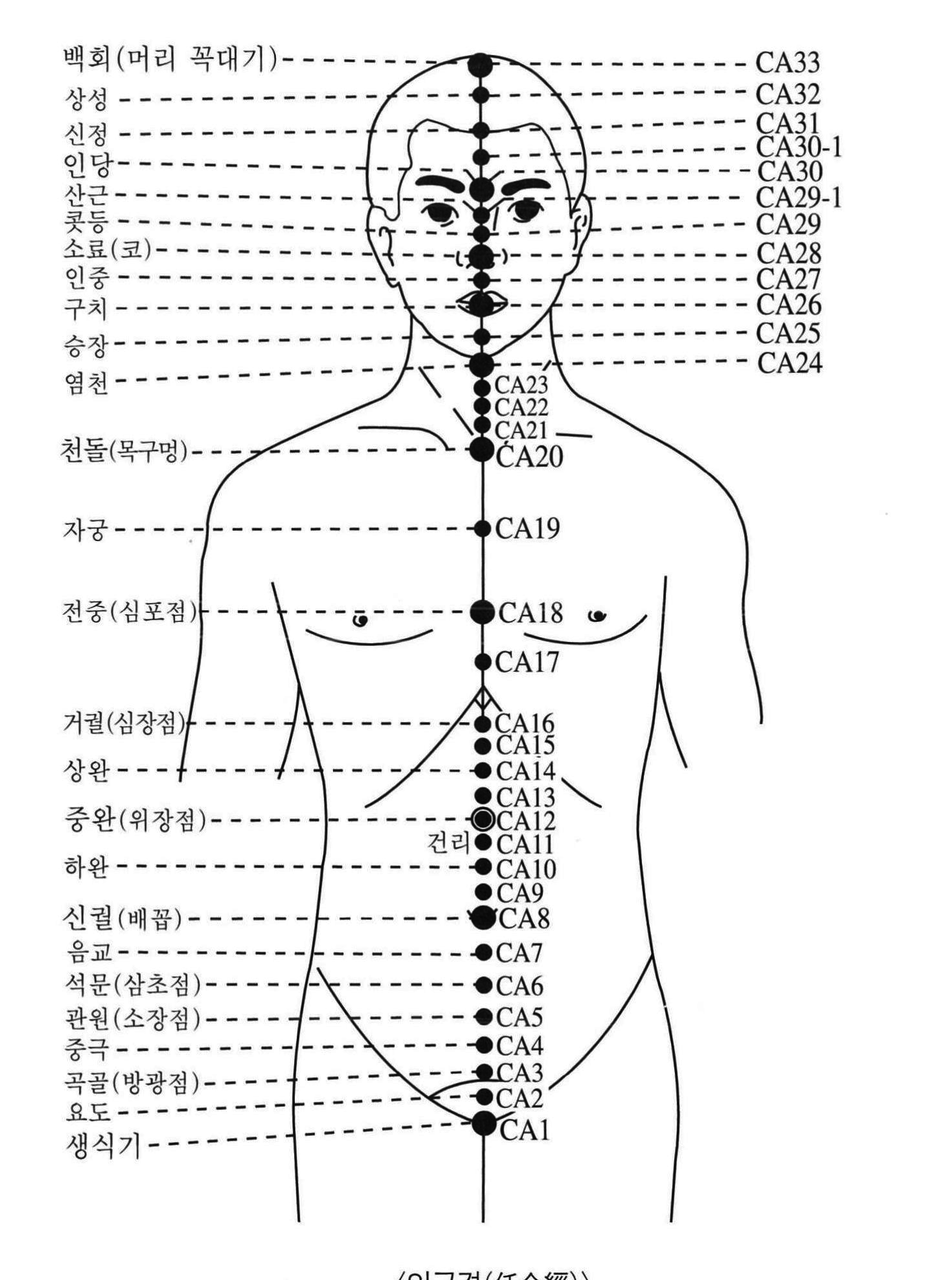 백회(머리 꼭대기) CA33
상성 CA32
신정 CA31
CA30-1
인당 CA30
산근 CA29-1
콧등 CA29
소료(코) CA28
인중 CA27
구치 CA26
승장 CA25
염천 CA24
CA23
CA22
CA21
천돌(목구멍) CA20
자궁 CA19
전중(심포점) CA18
CA17
거궐(심장점) CA16
CA15
상완 CA14
CA13
중완(위장점) CA12
건리 CA11
하완 CA10
CA9
신궐(배꼽) CA8
음교 CA7
석문(삼초점) CA6
관원(소장점) CA5
중극 CA4
곡골(방광점) CA3
요도 CA2
생식기 CA1